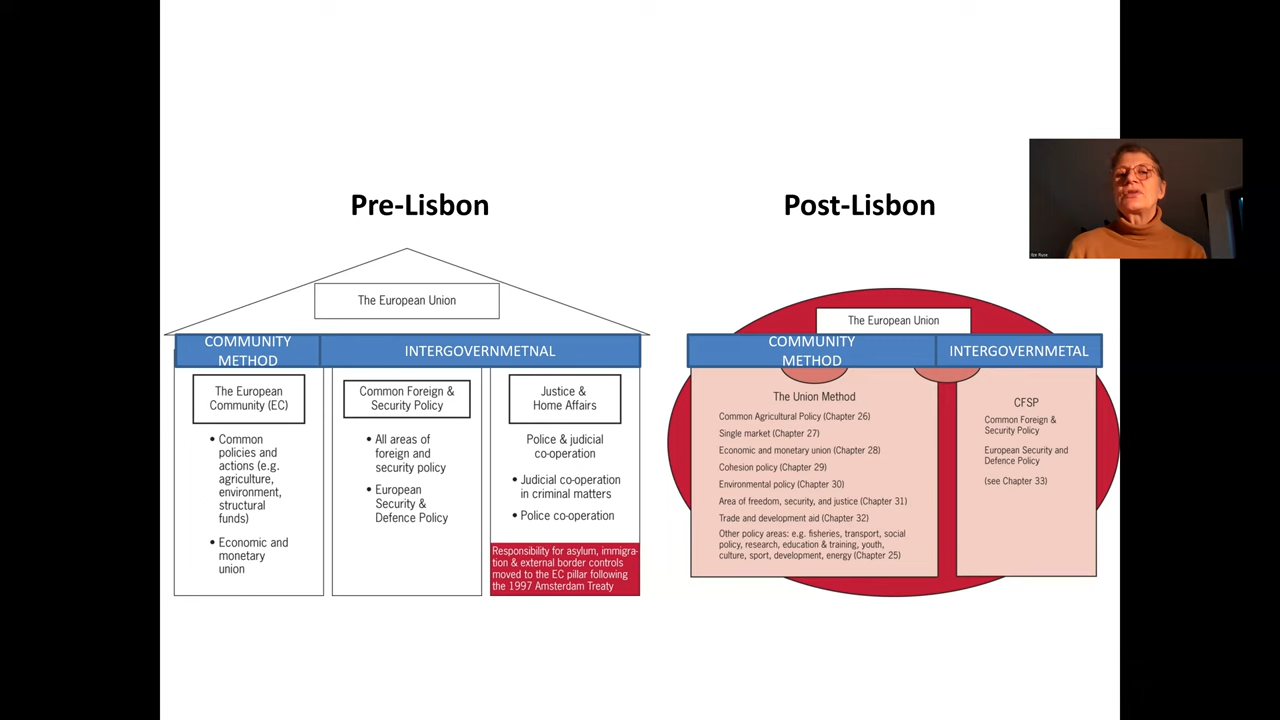 Pre-Lisbon
The European Union
COMMUNITY
METHOD
INTERGOVERNMETNAL
The European
Community (EC)
• Common
policies and
actions (e.g.
agriculture,
environment,
structural
funds)
• Economic and
monetary
union
Common Foreign &
Security Policy
• All areas of
foreign and
security policy
• European
Security &
Defence Policy
Justice &
Home Affairs
Police & judicial
co-operation
• Judicial co-operation
in criminal matters
• Police co-operation
Responsibility for asylum, immigra-
tion & external border controls
moved to the EC pillar following
the 1997 Amsterdam Treaty
Post-Lisbon
The European Union
COMMUNITY
METHOD
INTERGOVERNMETAL
The Union Method
Common Agricultural Policy (Chapter 26)
Single market (Chapter 27)
Economic and monetary union (Chapter 28)
Cohesion policy (Chapter 29)
Environmental policy (Chapter 30)
Area of freedom, security, and justice (Chapter 31)
Trade and development aid (Chapter 32)
Other policy areas: e.g. fisheries, transport, social
policy, research, education & training, youth,
culture, sport, development, energy (Chapter 25)
CFSP
Common Foreign &
Security Policy
European Security and
Defence Policy
(see Chapter 33)